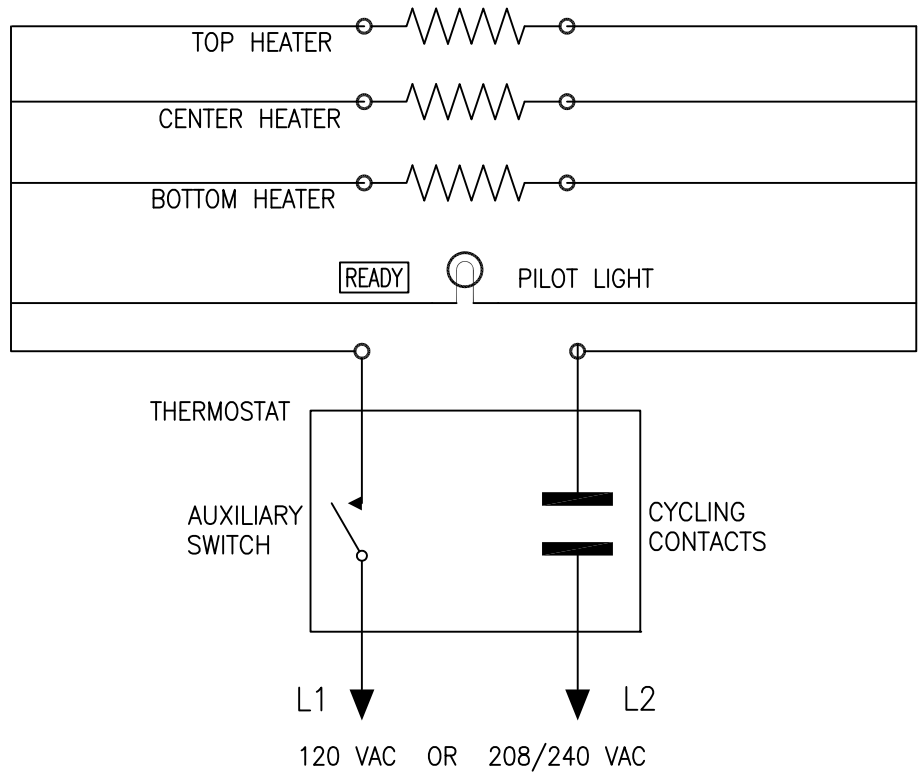 TOP HEATER
CENTER HEATER
BOTTOM HEATER
READY
PILOT LIGHT
THERMOSTAT
AUXILIARY
SWITCH
CYCLING
CONTACTS
L1
L2
120 VAC OR 208/240 VAC